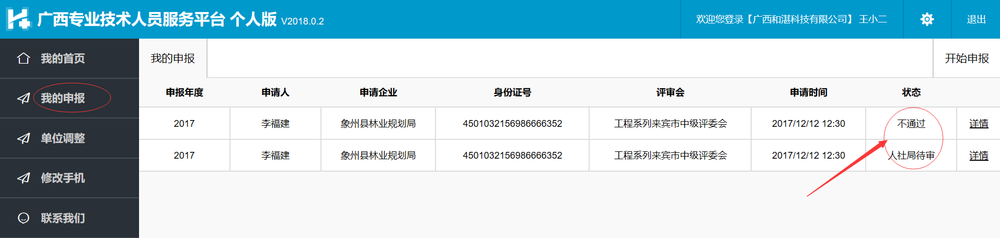 广西专业技术人员服务平台 个人版 V2018.0.2 欢迎您登录【广西和湛科技有限公司】 王小二 退出
我的首页
我的申报
单位调整
修改手机
联系我们
我的申报 开始申报
申报年度 申请人 申请企业 身份证号 评审会 申请时间 状态
2017 李福建 象州县林业规划局 4501032156986666352 工程系列来宾市中级评委会 2017/12/12 12:30 不通过 详情
2017 李福建 象州县林业规划局 4501032156986666352 工程系列来宾市中级评委会 2017/12/12 12:30 人社局待审 详情